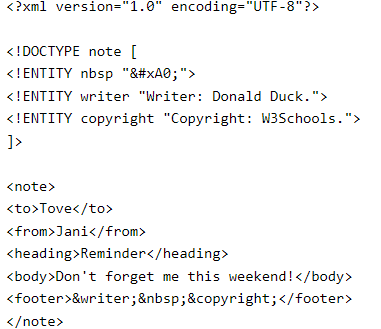 <?xml version="1.0" encoding="UTF-8"?>
<!DOCTYPE note [
<!ENTITY nbsp "&#xA0;">
<!ENTITY writer "Writer: Donald Duck.">
<!ENTITY copyright "Copyright: W3Schools.">
]>
<note>
<to>Tove</to>
<from>Jani</from>
<heading>Reminder</heading>
<body>Don't forget me this weekend!</body>
<footer>&writer;&nbsp;&copyright;</footer>
</note>